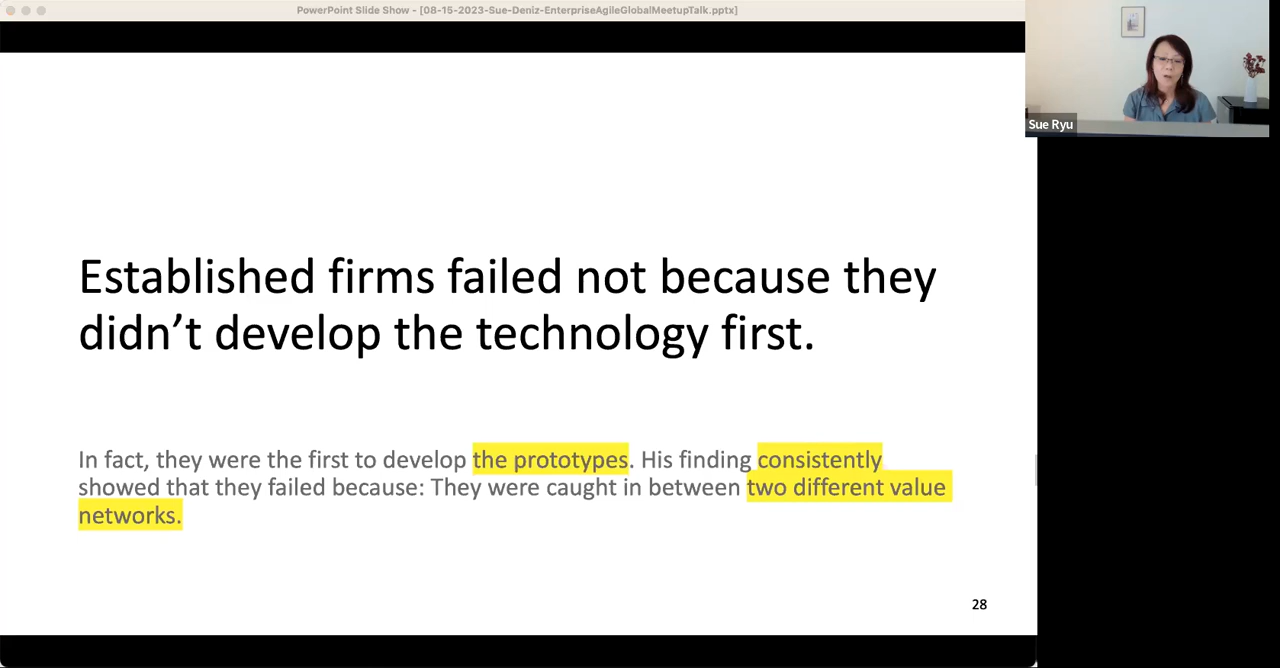 PowerPoint Slide Show - [08-15-2023-Sue-Deniz-EnterpriseAgileGlobalMeetupTalk.pptx]
Sue Ryu
Established firms failed not because they
didn’t develop the technology first.
In fact, they were the first to develop the prototypes. His finding consistently
showed that they failed because: They were caught in between two different value
networks.
28